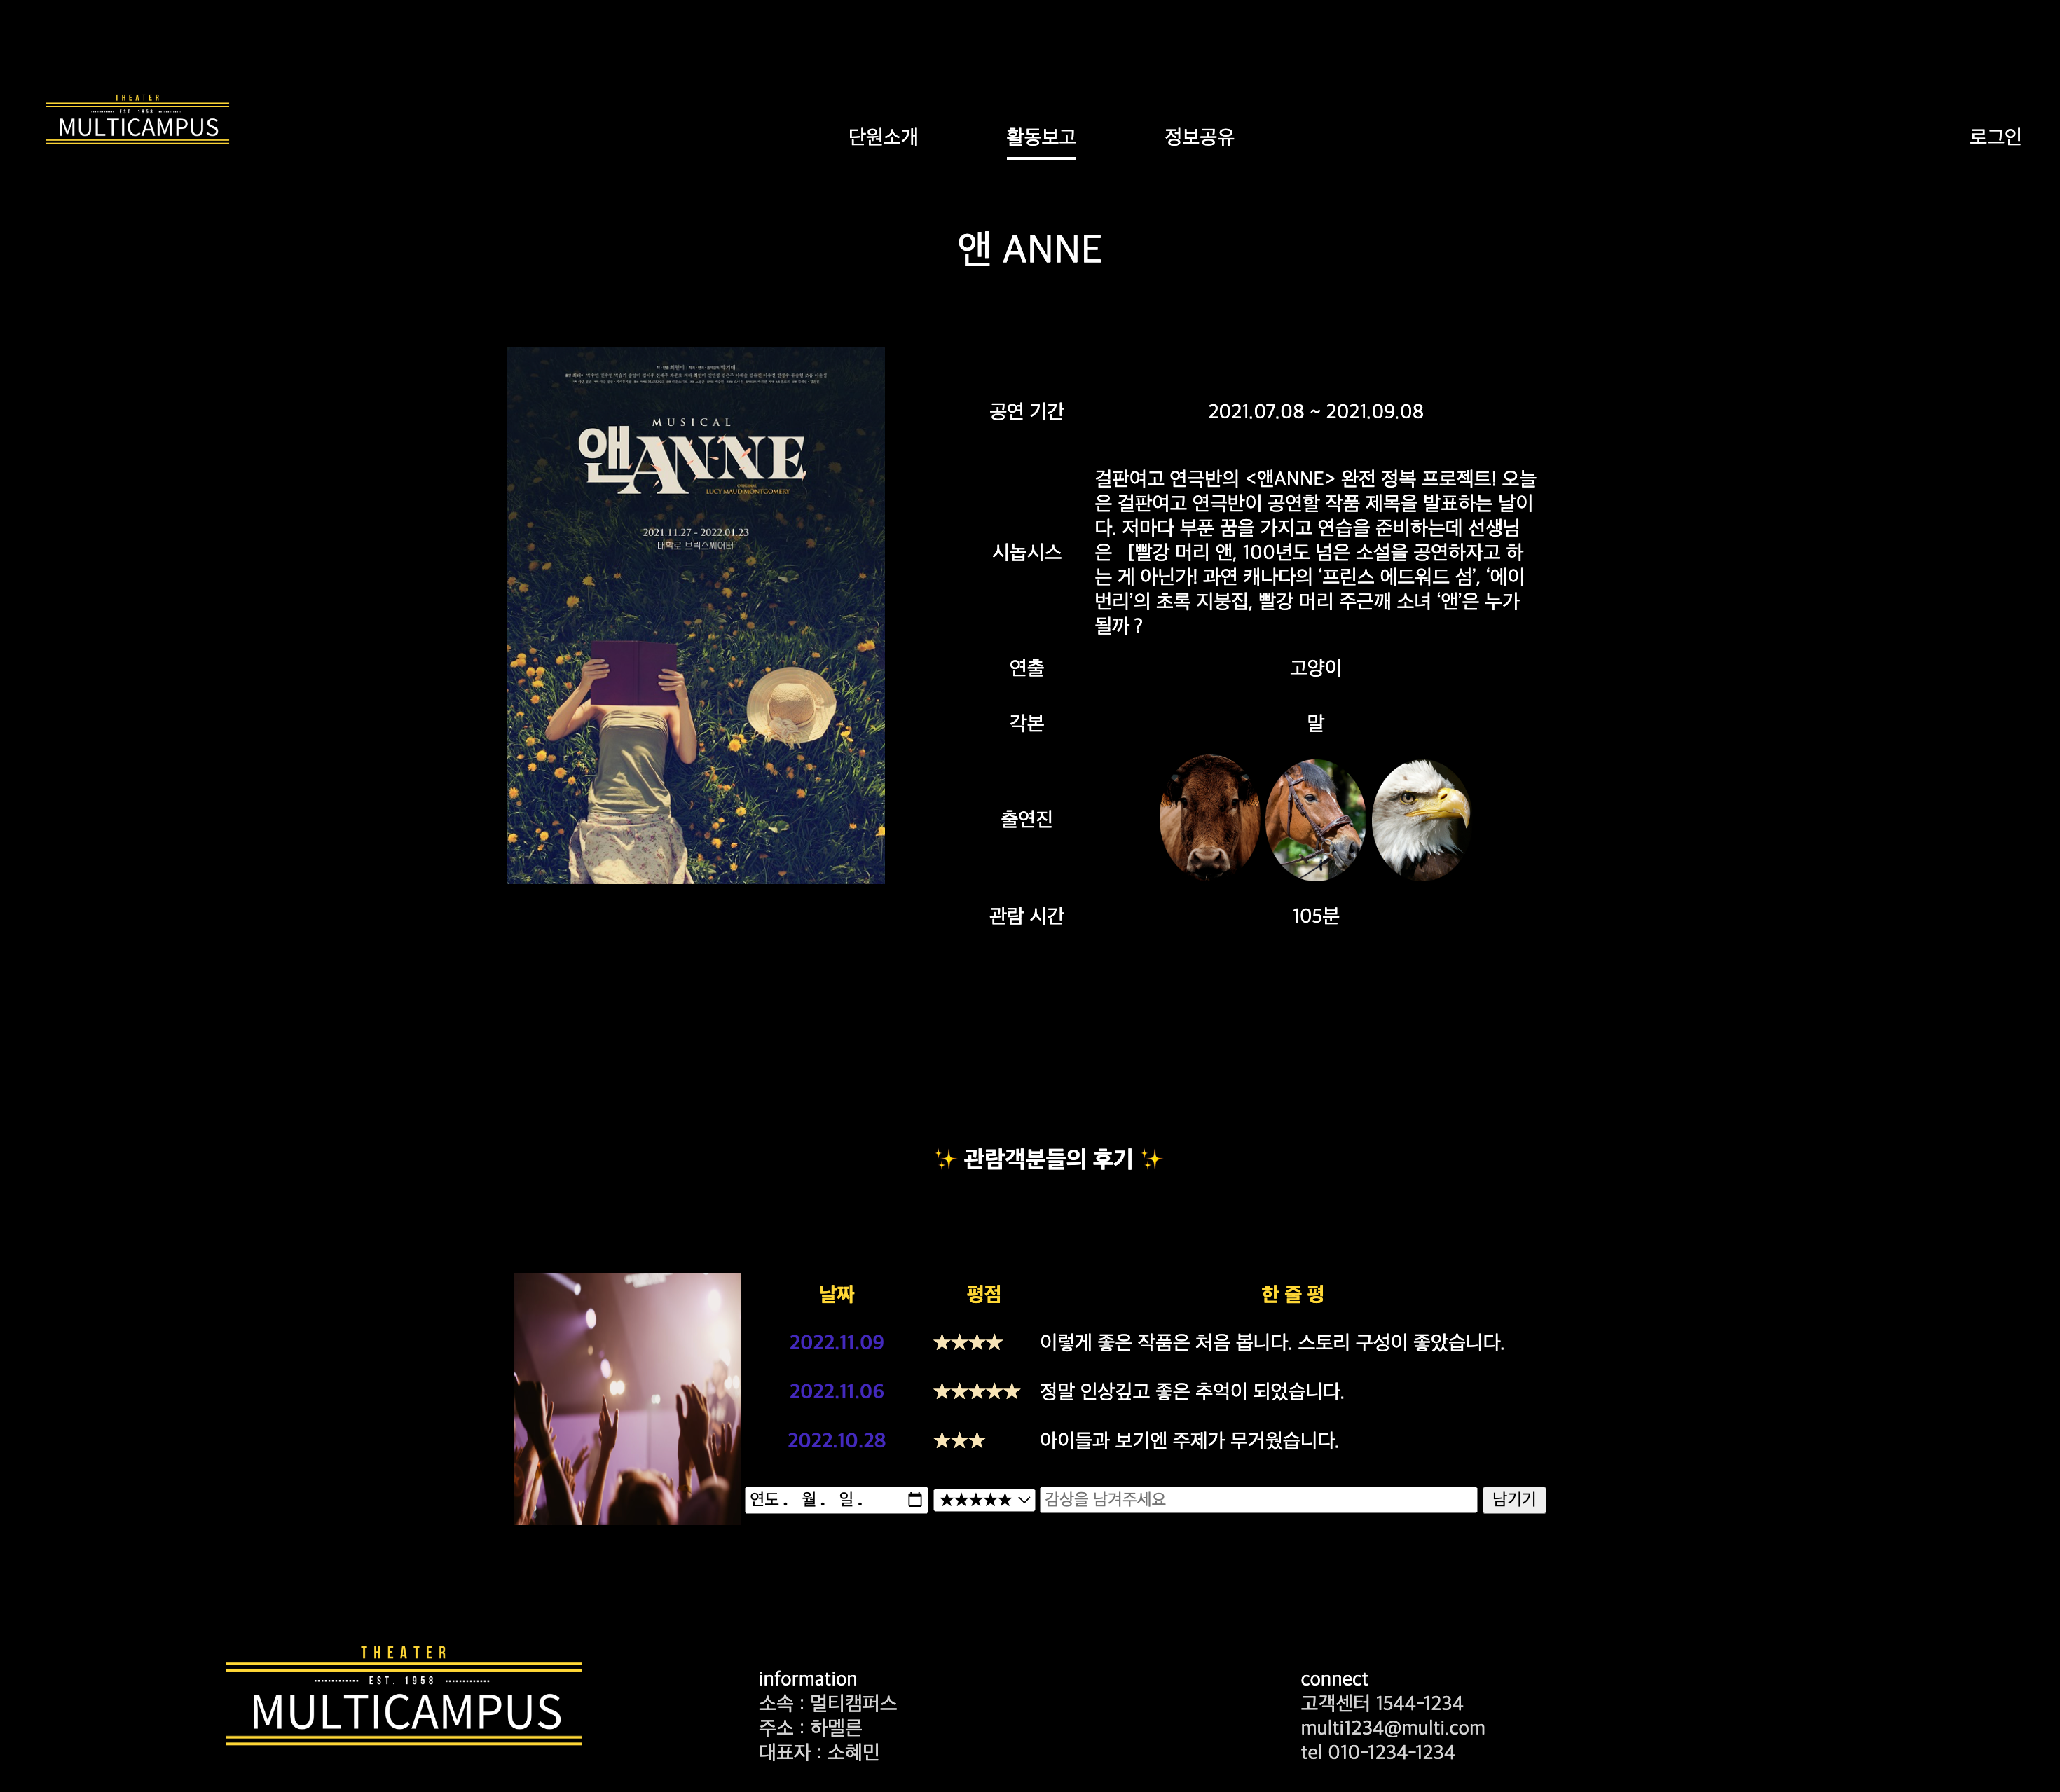 THEATER
EST. 1958
MULTICAMPUS
단원소개
활동보고
정보공유
로그인
앤 ANNE
MUSICAL
앤ANNE
LUCY MAUD MONTGOMERY
2021.11.27 - 2022.01.23
대학로 브릭스씨어터
공연 기간
2021.07.08 ~ 2021.09.08
시놉시스
걸판여고 연극반의 <앤ANNE> 완전 정복 프로젝트! 오늘
은 걸판여고 연극반이 공연할 작품 제목을 발표하는 날이
다. 저마다 부푼 꿈을 가지고 연습을 준비하는데 선생님
은 [빨강 머리 앤, 100년도 넘은 소설을 공연하자고 하
는 게 아닌가! 과연 캐나다의 ‘프린스 에드워드 섬’, ‘에이
번리’의 초록 지붕집, 빨강 머리 주근깨 소녀 ‘앤’은 누가
될까 ?
연출
고양이
각본
말
출연진
관람 시간
105분
✨ 관람객분들의 후기 ✨
날짜 평점 한 줄 평
2022.11.09 ★★★★ 이렇게 좋은 작품은 처음 봅니다. 스토리 구성이 좋았습니다.
2022.11.06 ★★★★★ 정말 인상깊고 좋은 추억이 되었습니다.
2022.10.28 ★★★ 아이들과 보기엔 주제가 무거웠습니다.
연도. 월. 일. ★★★★★ 감상을 남겨주세요 남기기
THEATER
EST. 1958
MULTICAMPUS
information
소속 : 멀티캠퍼스
주소 : 하멜른
대표자 : 소혜민
connect
고객센터 1544-1234
multi1234@multi.com
tel 010-1234-1234